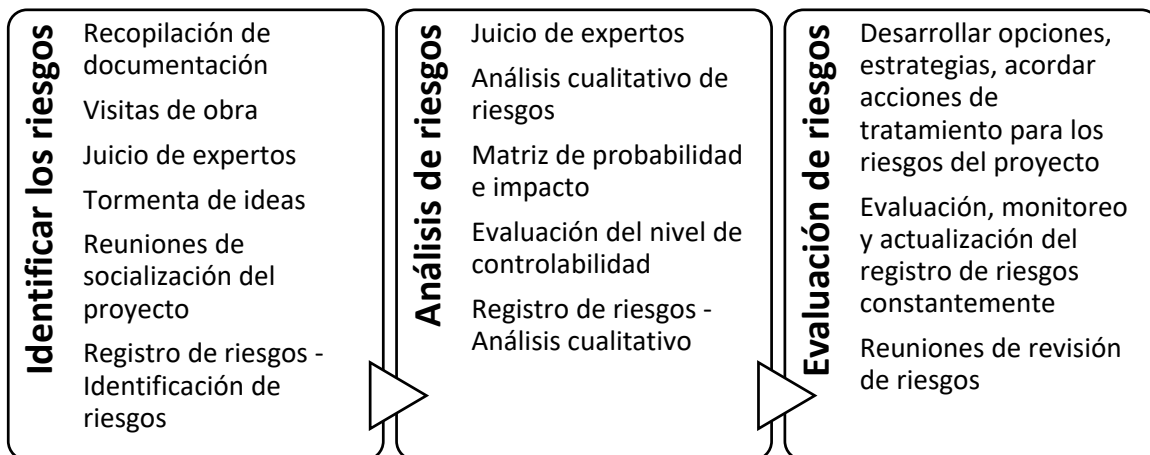 Identificar los riesgos
Recopilación de
documentación
Visitas de obra
Juicio de expertos
Tormenta de ideas
Reuniones de
socialización del
proyecto
Registro de riesgos -
Identificación de
riesgos
Análisis de riesgos
Juicio de expertos
Análisis cualitativo de
riesgos
Matriz de probabilidad
e impacto
Evaluación del nivel de
controlabilidad
Registro de riesgos -
Análisis cualitativo
Evaluación de riesgos
Desarrollar opciones,
estrategias, acordar
acciones de
tratamiento para los
riesgos del proyecto
Evaluación, monitoreo
y actualización del
registro de riesgos
constantemente
Reuniones de revisión
de riesgos